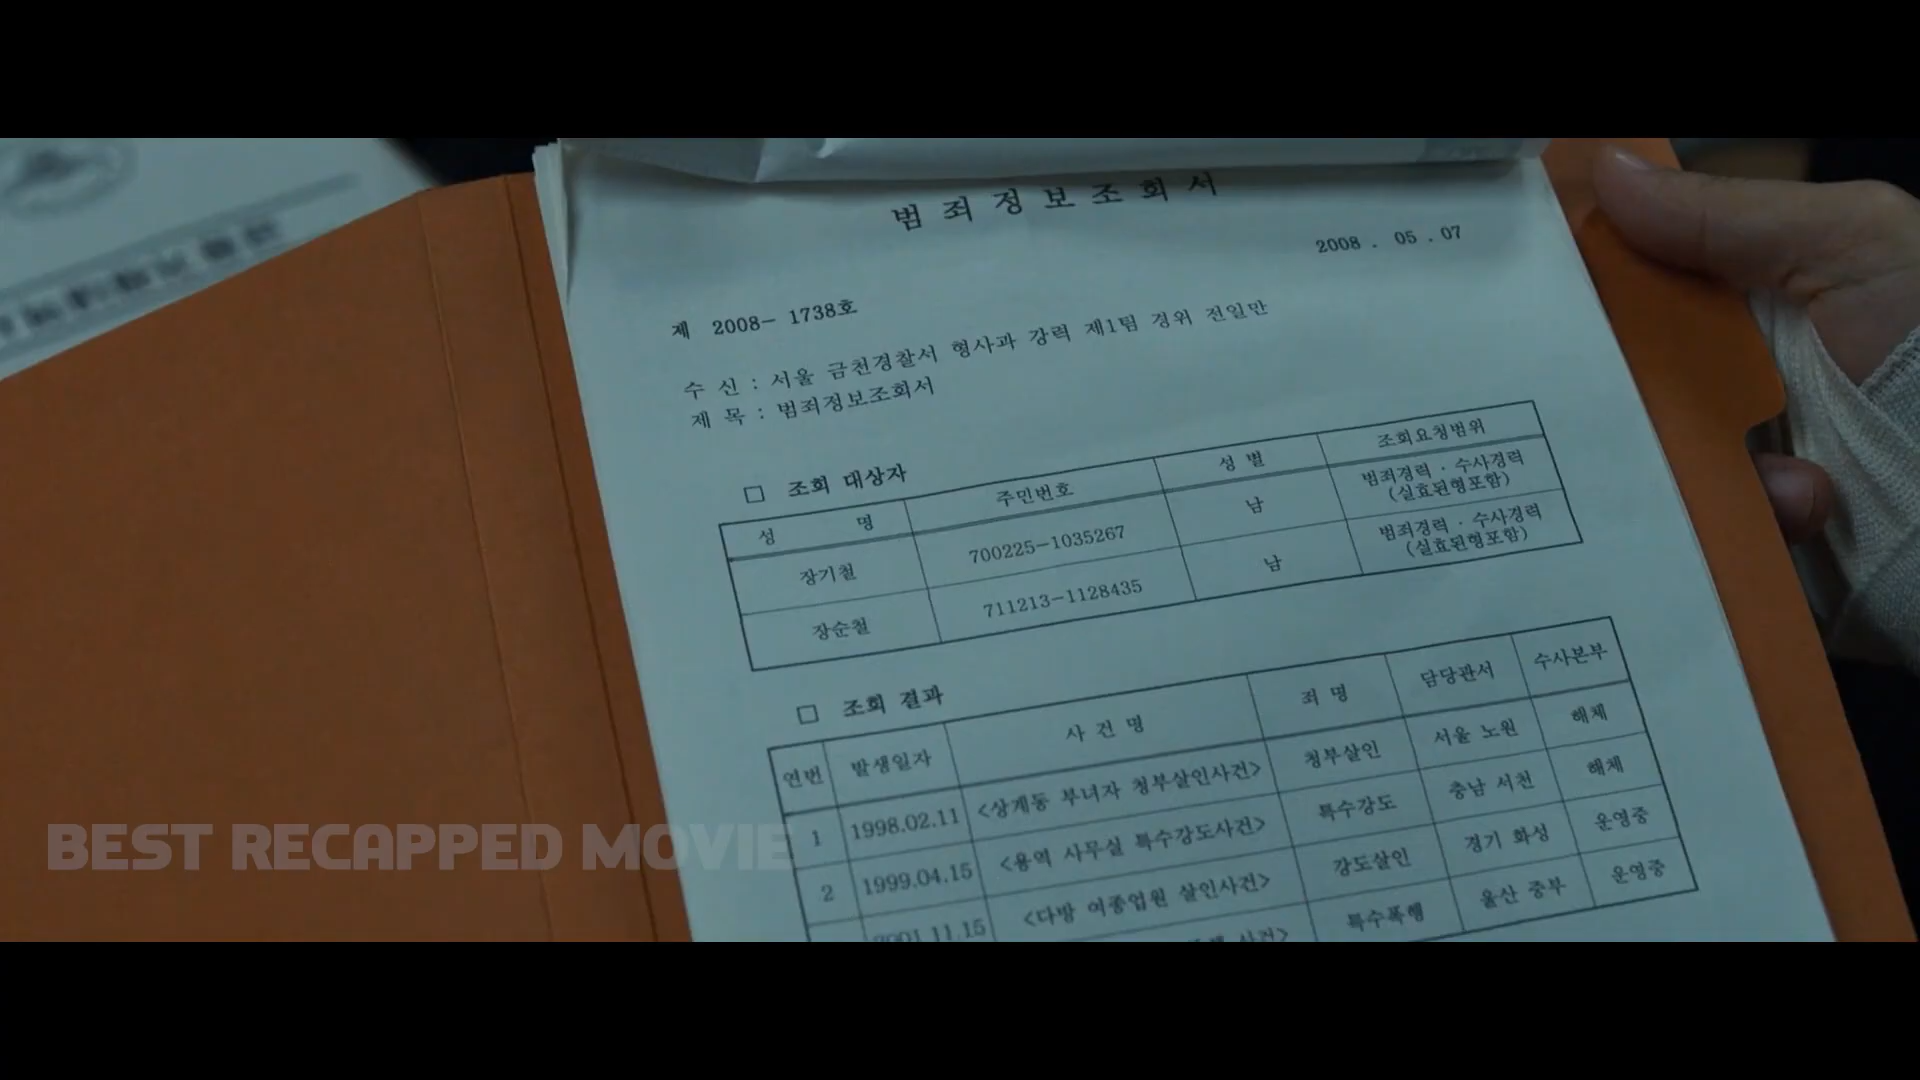 범죄정보조회서
2008 . 05 . 07
제 2008- 1738호
수 신 : 서울 금천경찰서 형사과 강력 제1팀 경위 전일만
제 목 : 범죄정보조회서
□ 조회 대상자
성 명 주민번호 성 별 조회요청범위
장기철 700225-1035267 남 범죄경력 · 수사경력
(실효된형포함)
장순철 711213-1128435 남 범죄경력 · 수사경력
(실효된형포함)
□ 조회 결과
연번 발생일자 사 건 명 죄 명 담당관서 수사본부
1 1998.02.11 <상계동 부녀자 청부살인사건> 청부살인 서울 노원 해체
2 1999.04.15 <용역 사무실 특수강도사건> 특수강도 충남 서천 해체
2001.11.15 <다방 여종업원 살인사건> 강도살인 경기 화성 운영중
사건> 특수폭행 울산 중부 운영중
BEST RECAPPED MOVIE